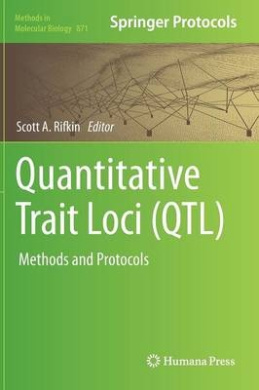 Methods in
Molecular Biology 871
Springer Protocols
Scott A. Rifkin Editor
Quantitative
Trait Loci (QTL)
Methods and Protocols
Humana Press